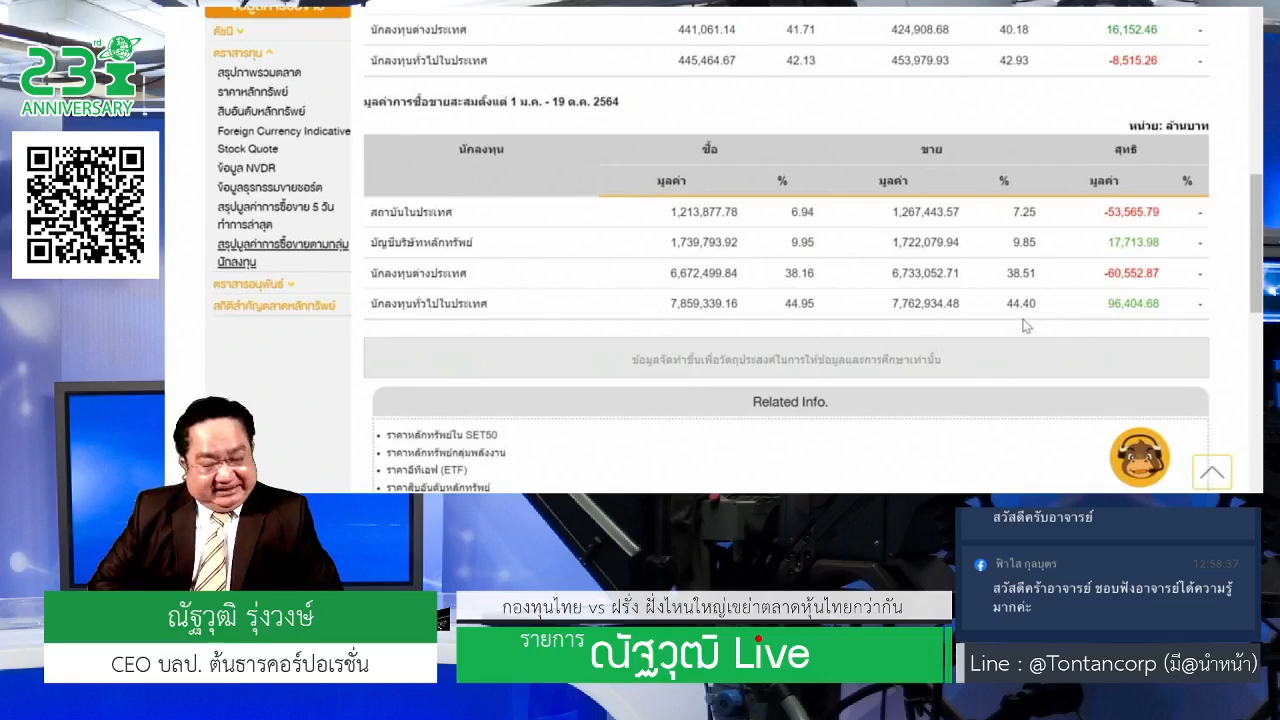 23rd i
ANNIVERSARY
ดัชนี
ตราสารทุน
สรุปภาพรวมตลาด
ราคาหลักทรัพย์
สิบอันดับหลักทรัพย์
Foreign Currency Indicative
Stock Quote
ข้อมูล NVDR
ข้อมูลธุรกรรมขายชอร์ต
สรุปมูลค่าการซื้อขาย 5 วัน
ทำการล่าสุด
สรุปมูลค่าการซื้อขายตามกลุ่ม
นักลงทุน
ตราสารอนุพันธ์
สถิติสำคัญตลาดหลักทรัพย์
นักลงทุนต่างประเทศ 441,061.14 41.71 424,908.68 40.18 16,152.46 -
นักลงทุนทั่วไปในประเทศ 445,464.67 42.13 453,979.93 42.93 -8,515.26 -
มูลค่าการซื้อขายสะสมตั้งแต่ 1 ม.ค. - 19 ต.ค. 2564
หน่วย: ล้านบาท
นักลงทุน ซื้อ ขาย สุทธิ
มูลค่า % มูลค่า % มูลค่า %
สถาบันในประเทศ 1,213,877.78 6.94 1,267,443.57 7.25 -53,565.79 -
บัญชีบริษัทหลักทรัพย์ 1,739,793.92 9.95 1,722,079.94 9.85 17,713.98 -
นักลงทุนต่างประเทศ 6,672,499.84 38.16 6,733,052.71 38.51 -60,552.87 -
นักลงทุนทั่วไปในประเทศ 7,859,339.16 44.95 7,762,934.48 44.40 96,404.68 -
ข้อมูลจัดทำขึ้นเพื่อวัตถุประสงค์ในการให้ข้อมูลและการศึกษาเท่านั้น
Related Info.
• ราคาหลักทรัพย์ใน SET50
• ราคาหลักทรัพย์กลุ่มพลังงาน
• ราคาอีทีเอฟ (ETF)
• ราคาสิบอันดับหลักทรัพย์
สวัสดีครับอาจารย์
ฟ้าใส กุลบุตร 12:58:37
สวัสดีคร้าอาจารย์ ชอบฟังอาจารย์ได้ความรู้
มากค่ะ
ณัฐวุฒิ รุ่งวงษ์
CEO บลป. ต้นธารคอร์ปอเรชั่น
กองทุนไทย vs ฝรั่ง ฝั่งไหนใหญ่เขย่าตลาดหุ้นไทยกว่ากัน
รายการ ณัฐวุฒิ Live
Line : @Tontancorp (มี@นำหน้า)